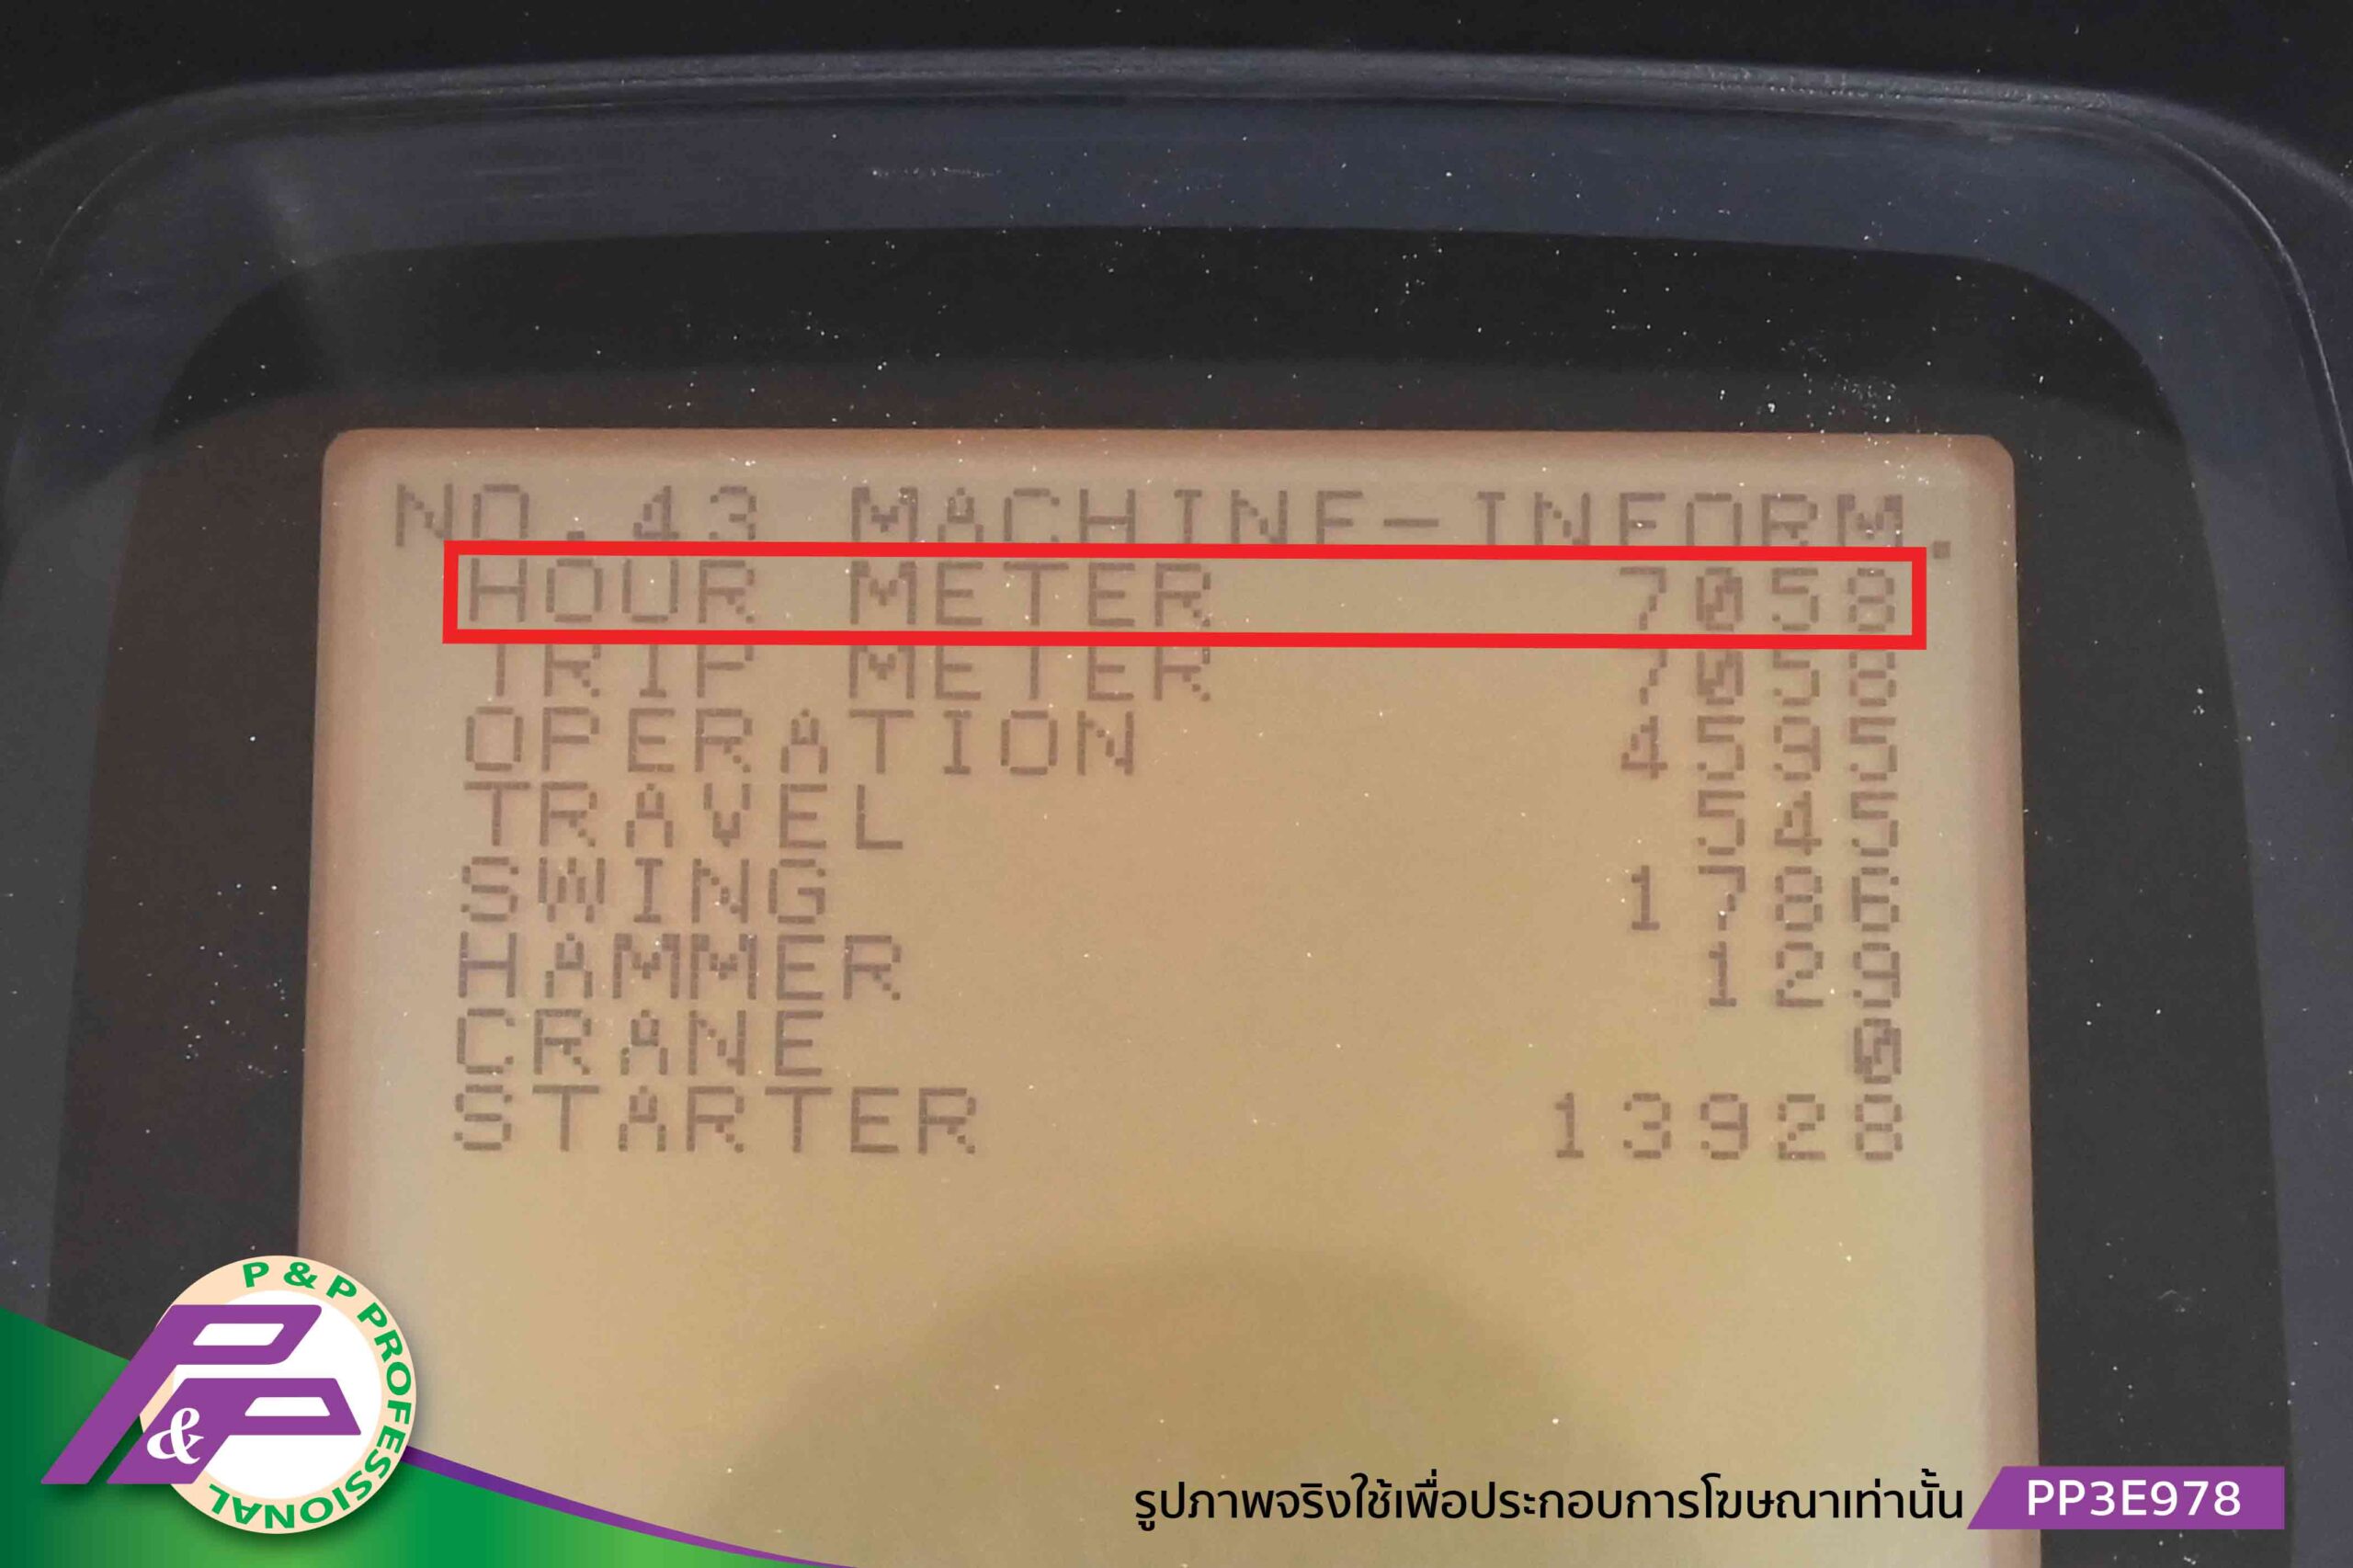 NO.43 MACHINE-INFORM.
HOUR METER 7058
TRIP METER 7058
OPERATION 4595
TRAVEL 545
SWING 1786
HAMMER 129
CRANE 0
STARTER 13928
P & P PROFESSIONAL
P&P
รูปภาพจริงใช้เพื่อประกอบการโฆษณาเท่านั้น PP3E978